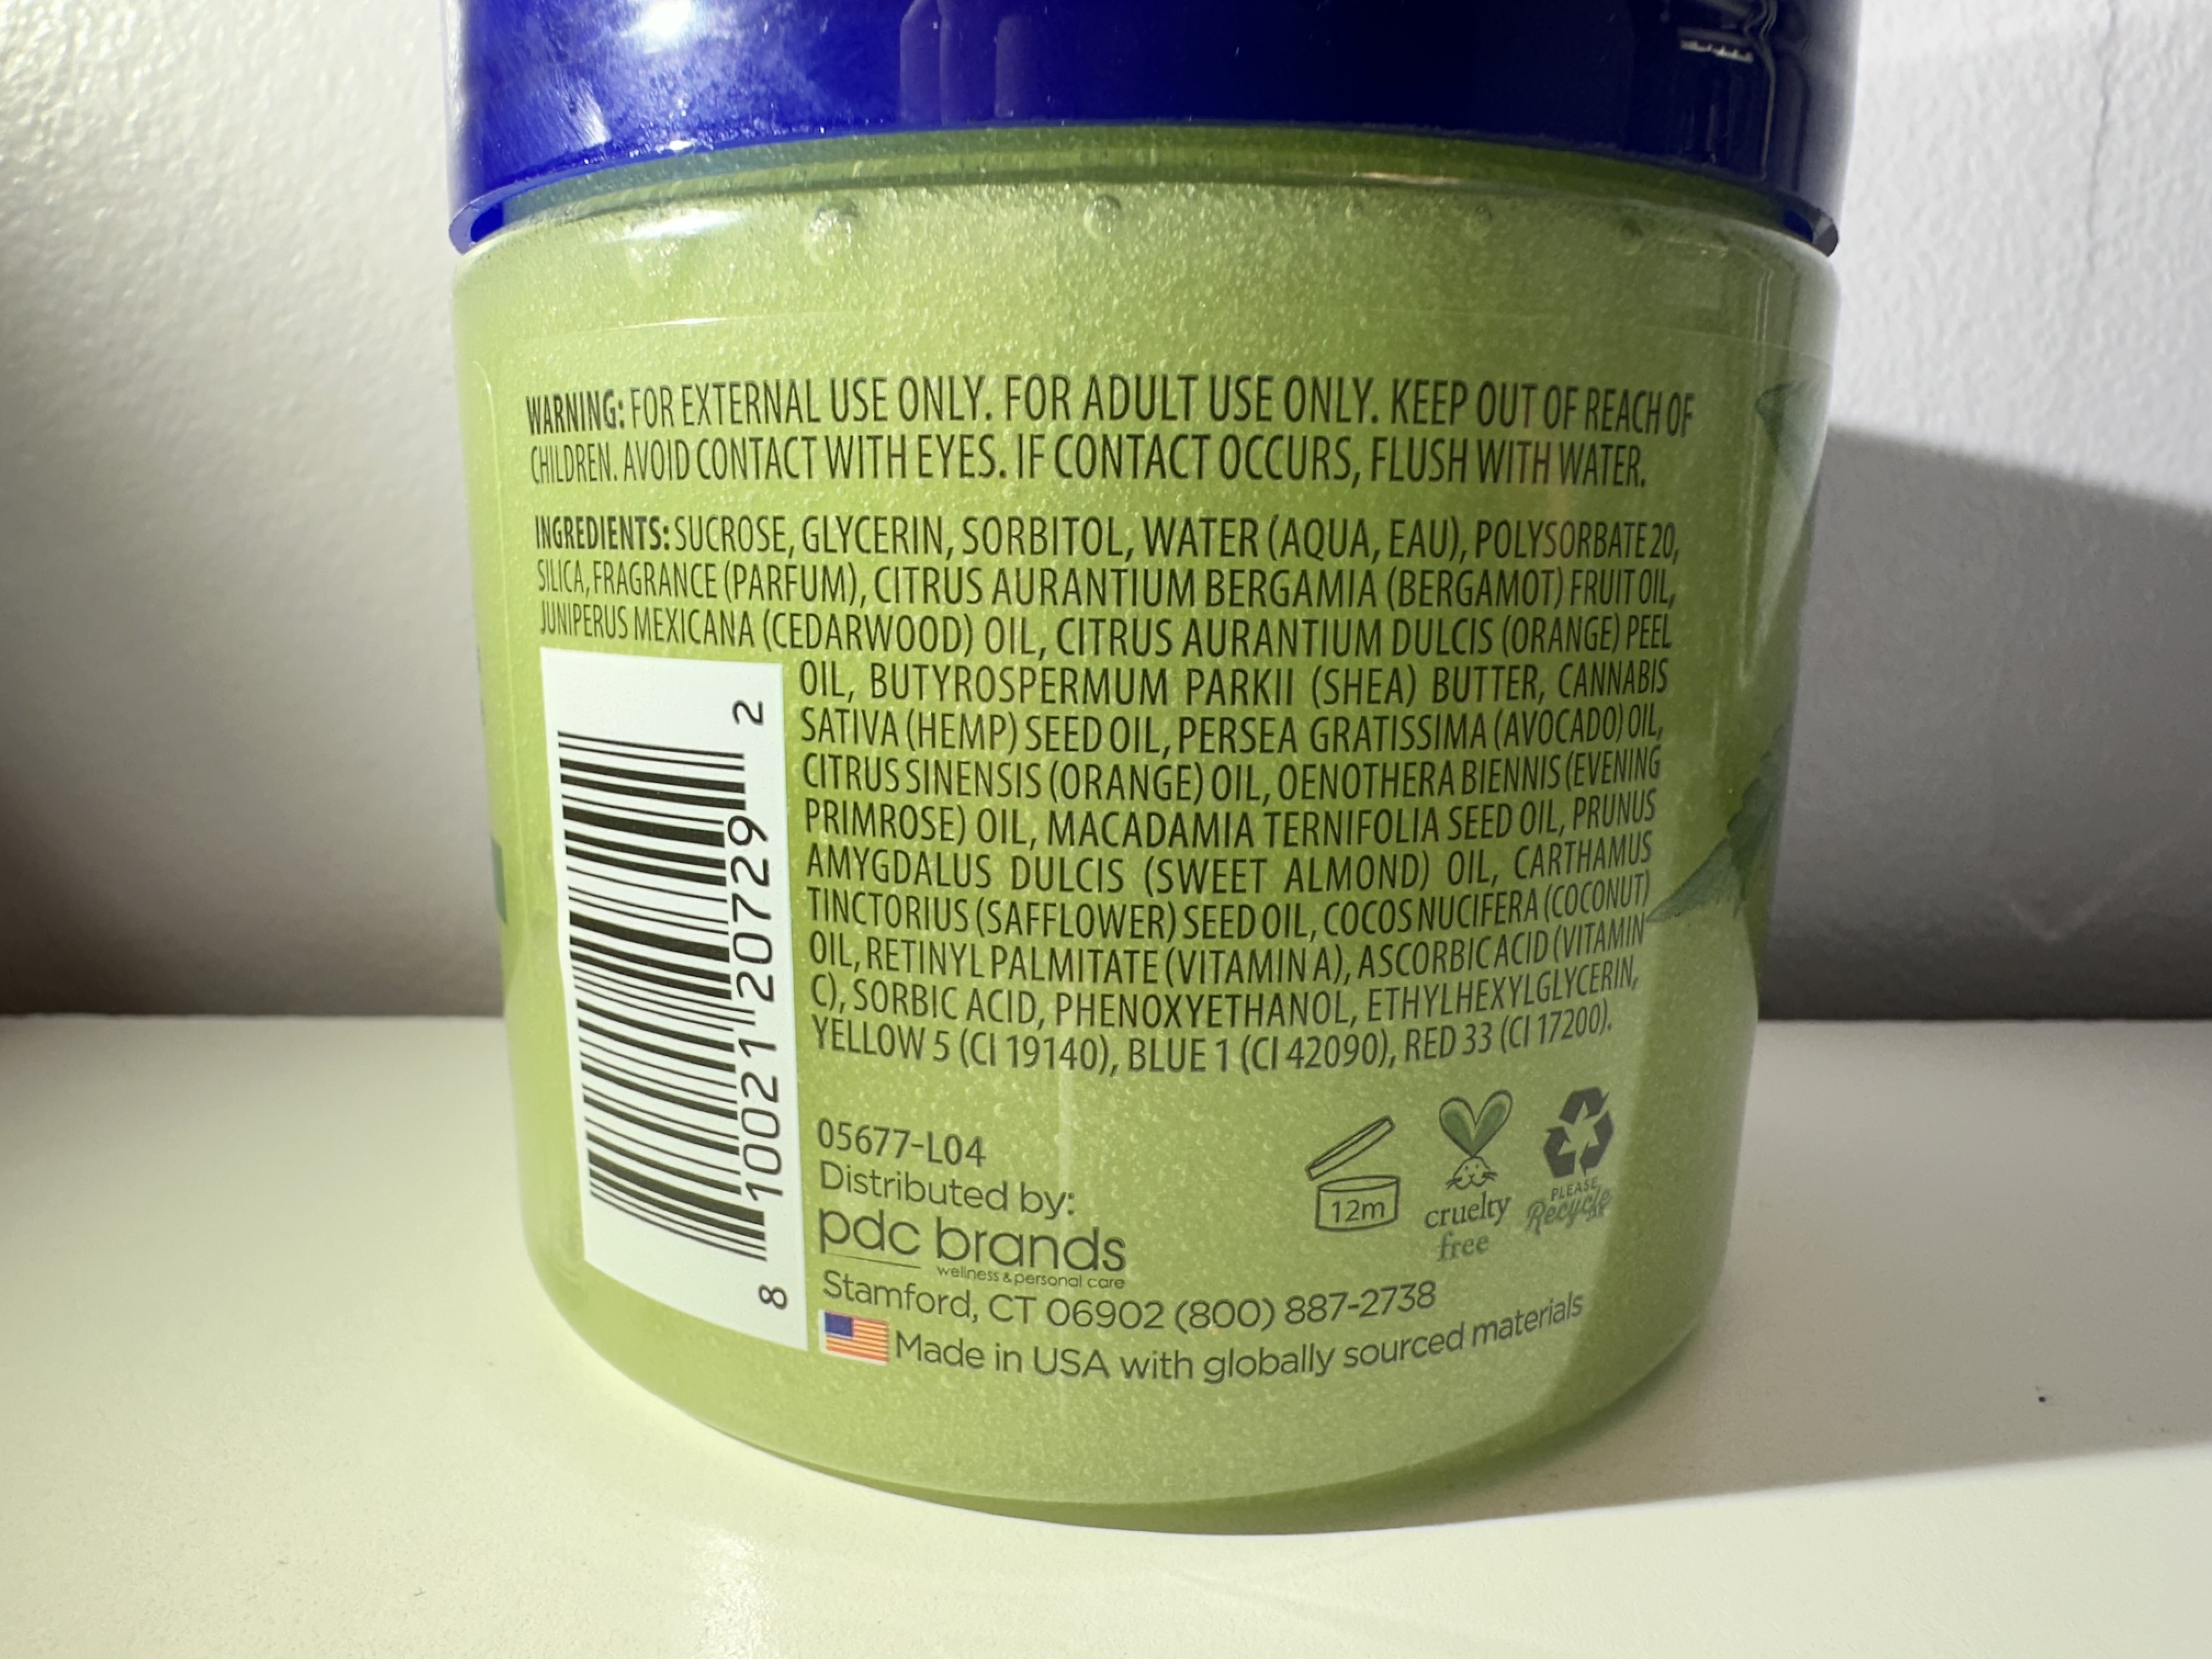 WARNING: FOR EXTERNAL USE ONLY. FOR ADULT USE ONLY. KEEP OUT OF REACH OF
CHILDREN. AVOID CONTACT WITH EYES. IF CONTACT OCCURS, FLUSH WITH WATER.
INGREDIENTS: SUCROSE, GLYCERIN, SORBITOL, WATER (AQUA, EAU), POLYSORBATE 20,
SILICA, FRAGRANCE (PARFUM), CITRUS AURANTIUM BERGAMIA (BERGAMOT) FRUIT OIL,
JUNIPERUS MEXICANA (CEDARWOOD) OIL, CITRUS AURANTIUM DULCIS (ORANGE) PEEL
OIL, BUTYROSPERMUM PARKII (SHEA) BUTTER, CANNABIS
SATIVA (HEMP) SEED OIL, PERSEA GRATISSIMA (AVOCADO) OIL,
CITRUS SINENSIS (ORANGE) OIL, OENOTHERA BIENNIS (EVENING
PRIMROSE) OIL, MACADAMIA TERNIFOLIA SEED OIL, PRUNUS
AMYGDALUS DULCIS (SWEET ALMOND) OIL, CARTHAMUS
TINCTORIUS (SAFFLOWER) SEED OIL, COCOS NUCIFERA (COCONUT)
OIL, RETINYL PALMITATE (VITAMIN A), ASCORBIC ACID (VITAMIN
C), SORBIC ACID, PHENOXYETHANOL, ETHYLHEXYLGLYCERIN,
YELLOW 5 (CI 19140), BLUE 1 (CI 42090), RED 33 (CI 17200).
8 10021 20729 2
05677-L04
Distributed by:
pdc brands
wellness & personal care
Stamford, CT 06902 (800) 887-2738
Made in USA with globally sourced materials
12m
cruelty
free
PLEASE
Recycle